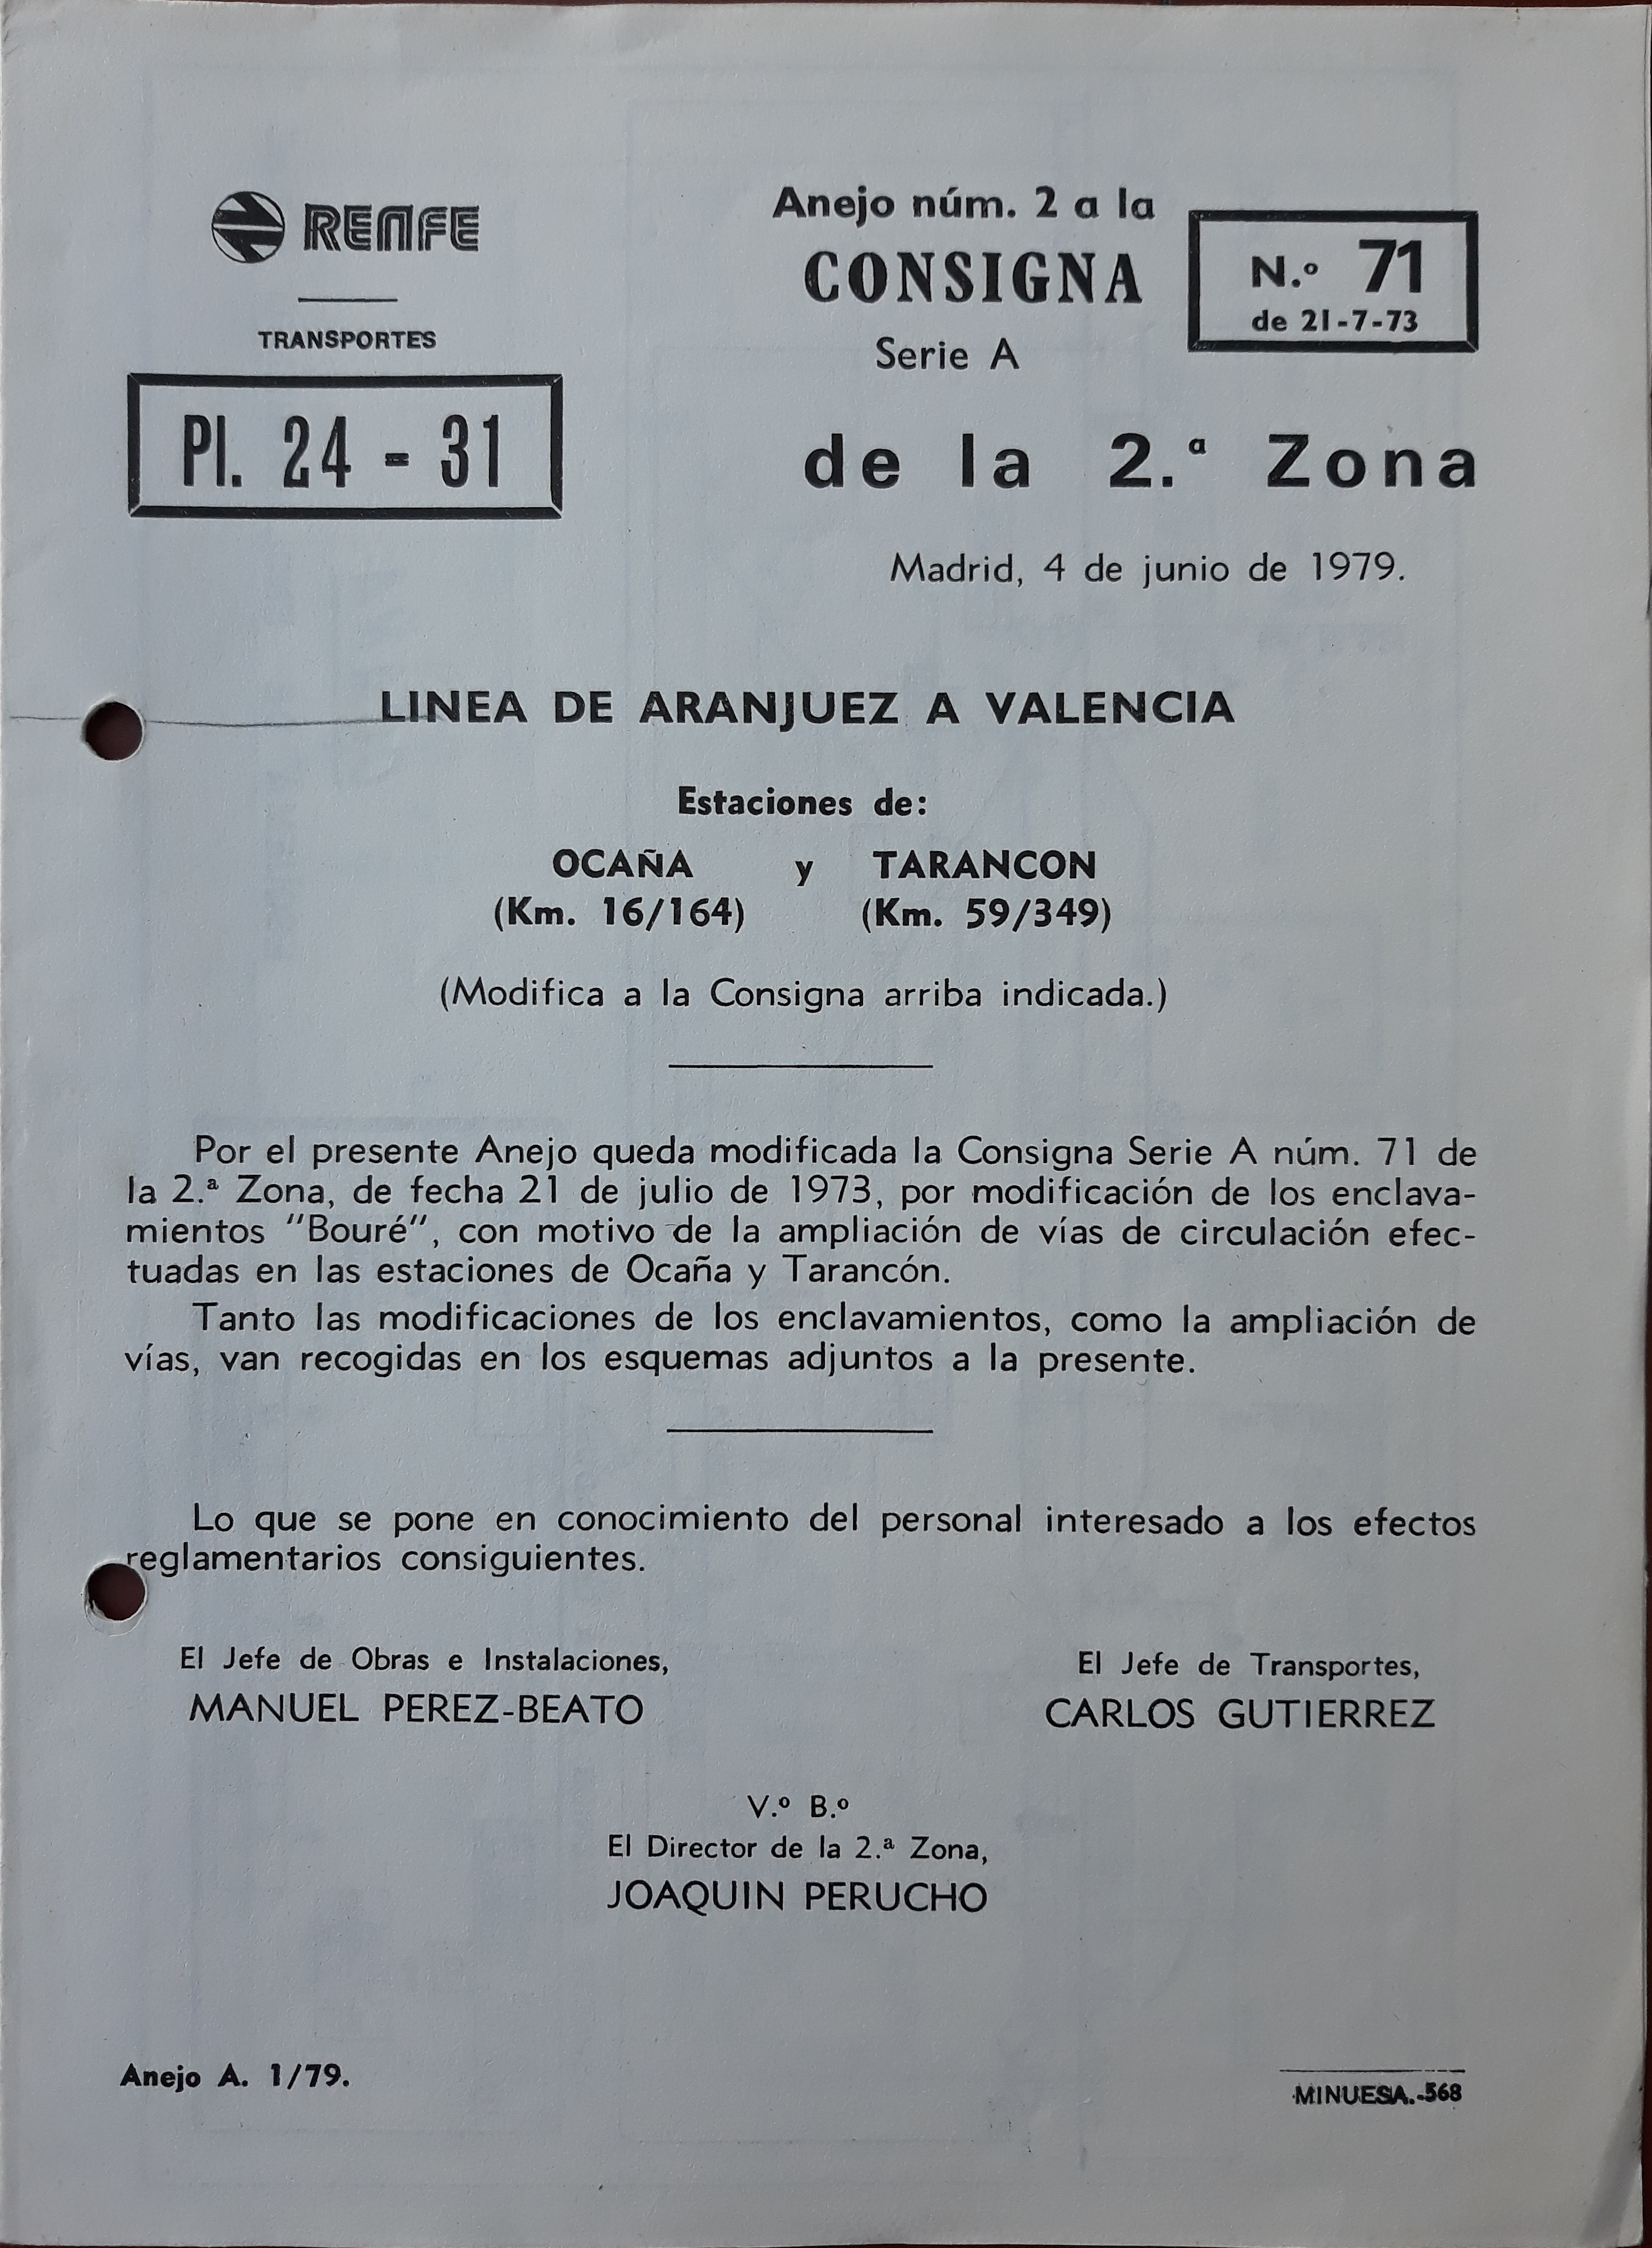 RENFE
TRANSPORTES
Pl. 24 - 31
Anejo núm. 2 a la
CONSIGNA
Serie A
N.º 71
de 21-7-73
de la 2.ª Zona
Madrid, 4 de junio de 1979.
LINEA DE ARANJUEZ A VALENCIA
Estaciones de:
OCAÑA y TARANCON
(Km. 16/164) (Km. 59/349)
(Modifica a la Consigna arriba indicada.)
Por el presente Anejo queda modificada la Consigna Serie A núm. 71 de
la 2.ª Zona, de fecha 21 de julio de 1973, por modificación de los enclava-
mientos "Bouré", con motivo de la ampliación de vías de circulación efec-
tuadas en las estaciones de Ocaña y Tarancón.
Tanto las modificaciones de los enclavamientos, como la ampliación de
vías, van recogidas en los esquemas adjuntos a la presente.
Lo que se pone en conocimiento del personal interesado a los efectos
reglamentarios consiguientes.
El Jefe de Obras e Instalaciones,
MANUEL PEREZ-BEATO
El Jefe de Transportes,
CARLOS GUTIERREZ
V.º B.º
El Director de la 2.ª Zona,
JOAQUIN PERUCHO
Anejo A. 1/79.
MINUESA.-568